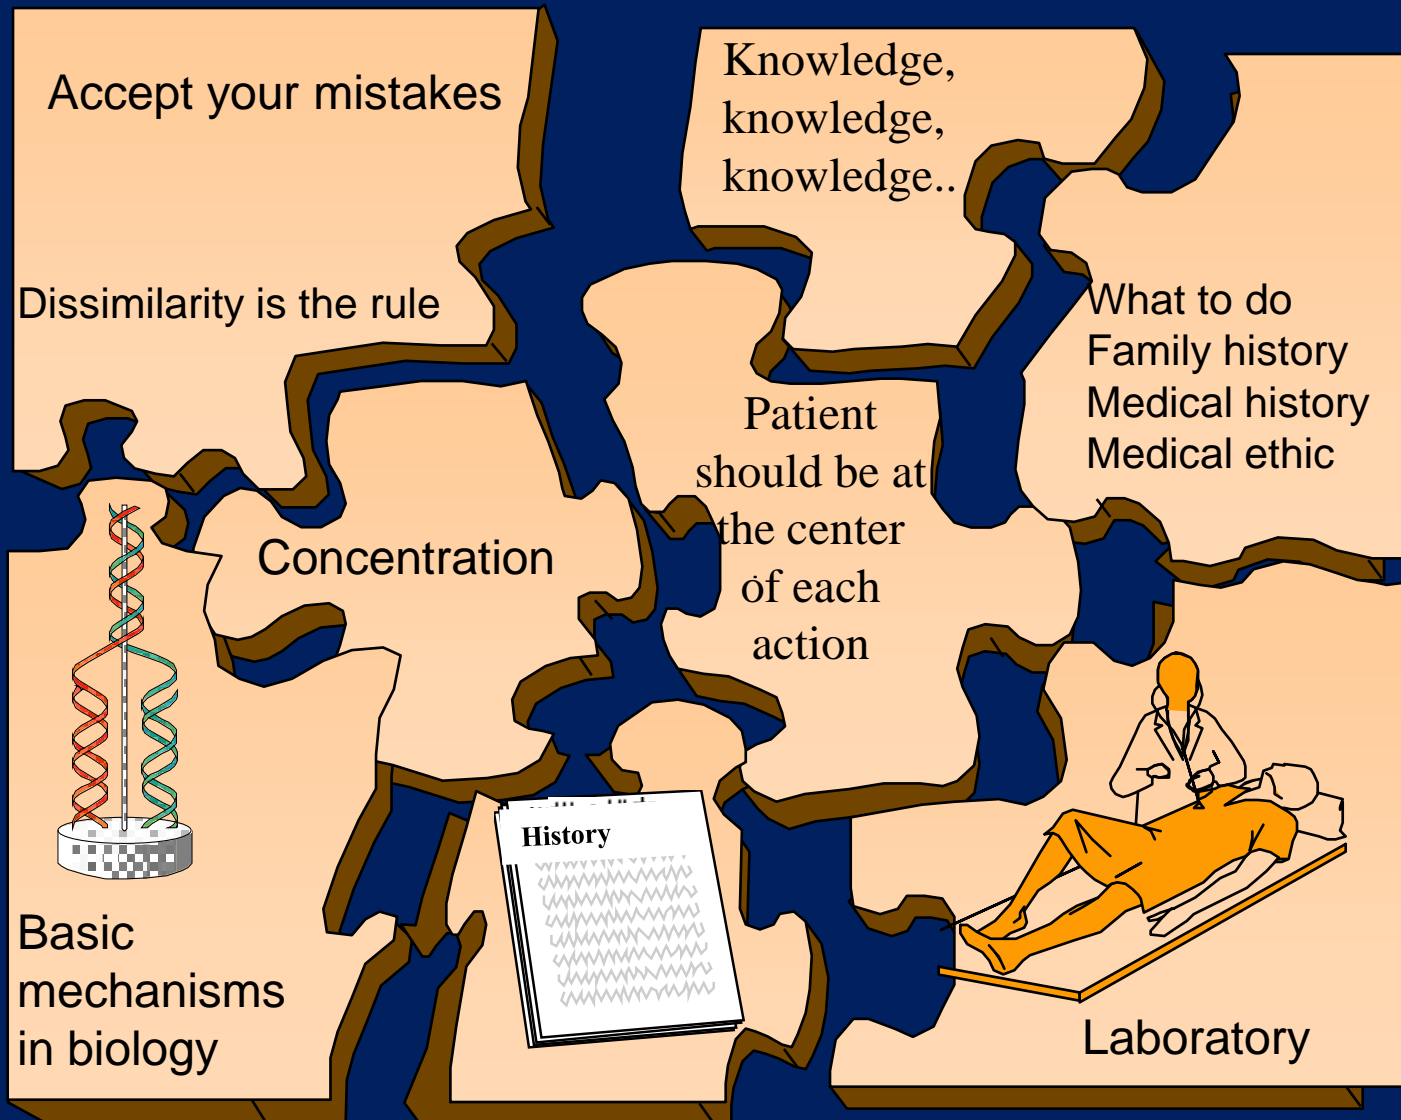 Accept your mistakes
Dissimilarity is the rule
Knowledge,
knowledge,
knowledge..
What to do
Family history
Medical history
Medical ethic
Concentration
Patient
should be at
the center
of each
action
Basic
mechanisms
in biology
History
Laboratory